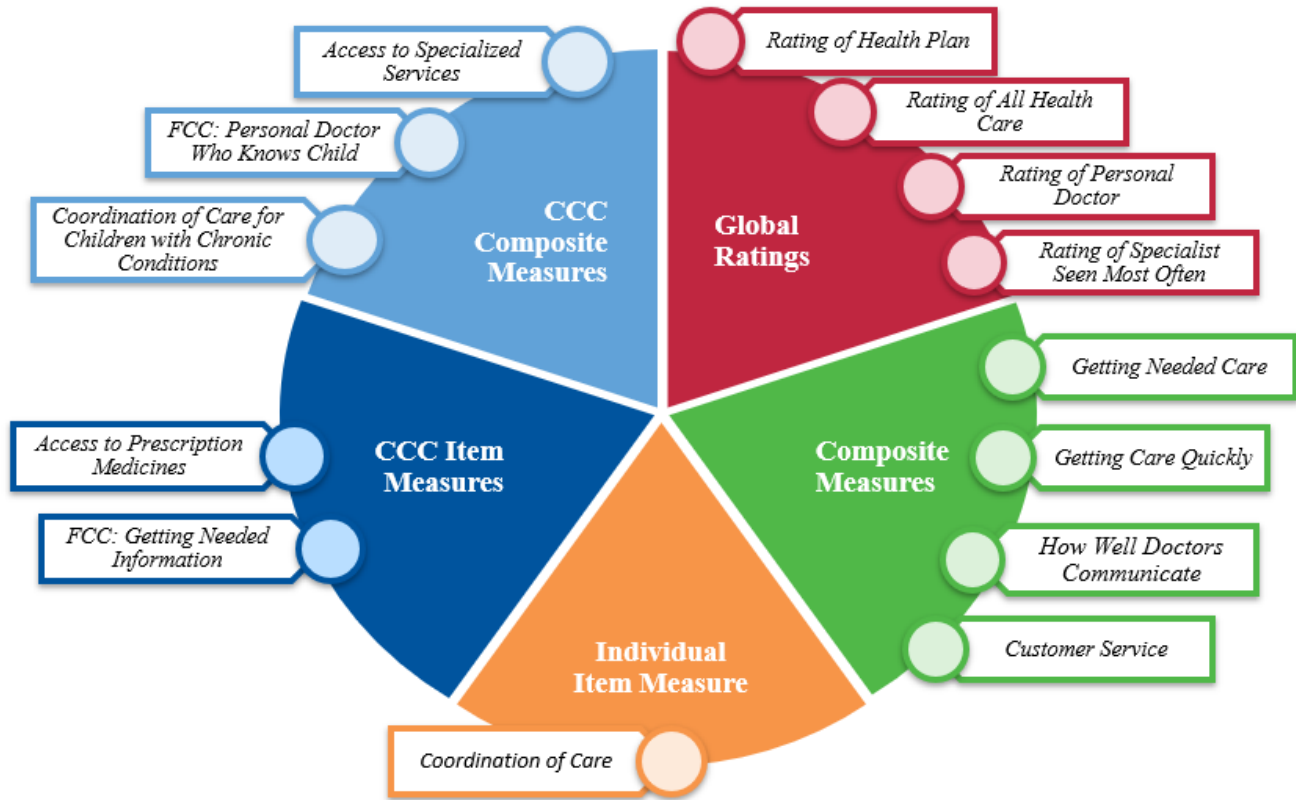 Access to Specialized
Services
FCC: Personal Doctor
Who Knows Child
Coordination of Care for
Children with Chronic
Conditions
CCC
Composite
Measures
Global
Ratings
Rating of Health Plan
Rating of All Health
Care
Rating of Personal
Doctor
Rating of Specialist
Seen Most Often
Access to Prescription
Medicines
FCC: Getting Needed
Information
CCC Item
Measures
Composite
Measures
Getting Needed Care
Getting Care Quickly
How Well Doctors
Communicate
Customer Service
Individual
Item Measure
Coordination of Care